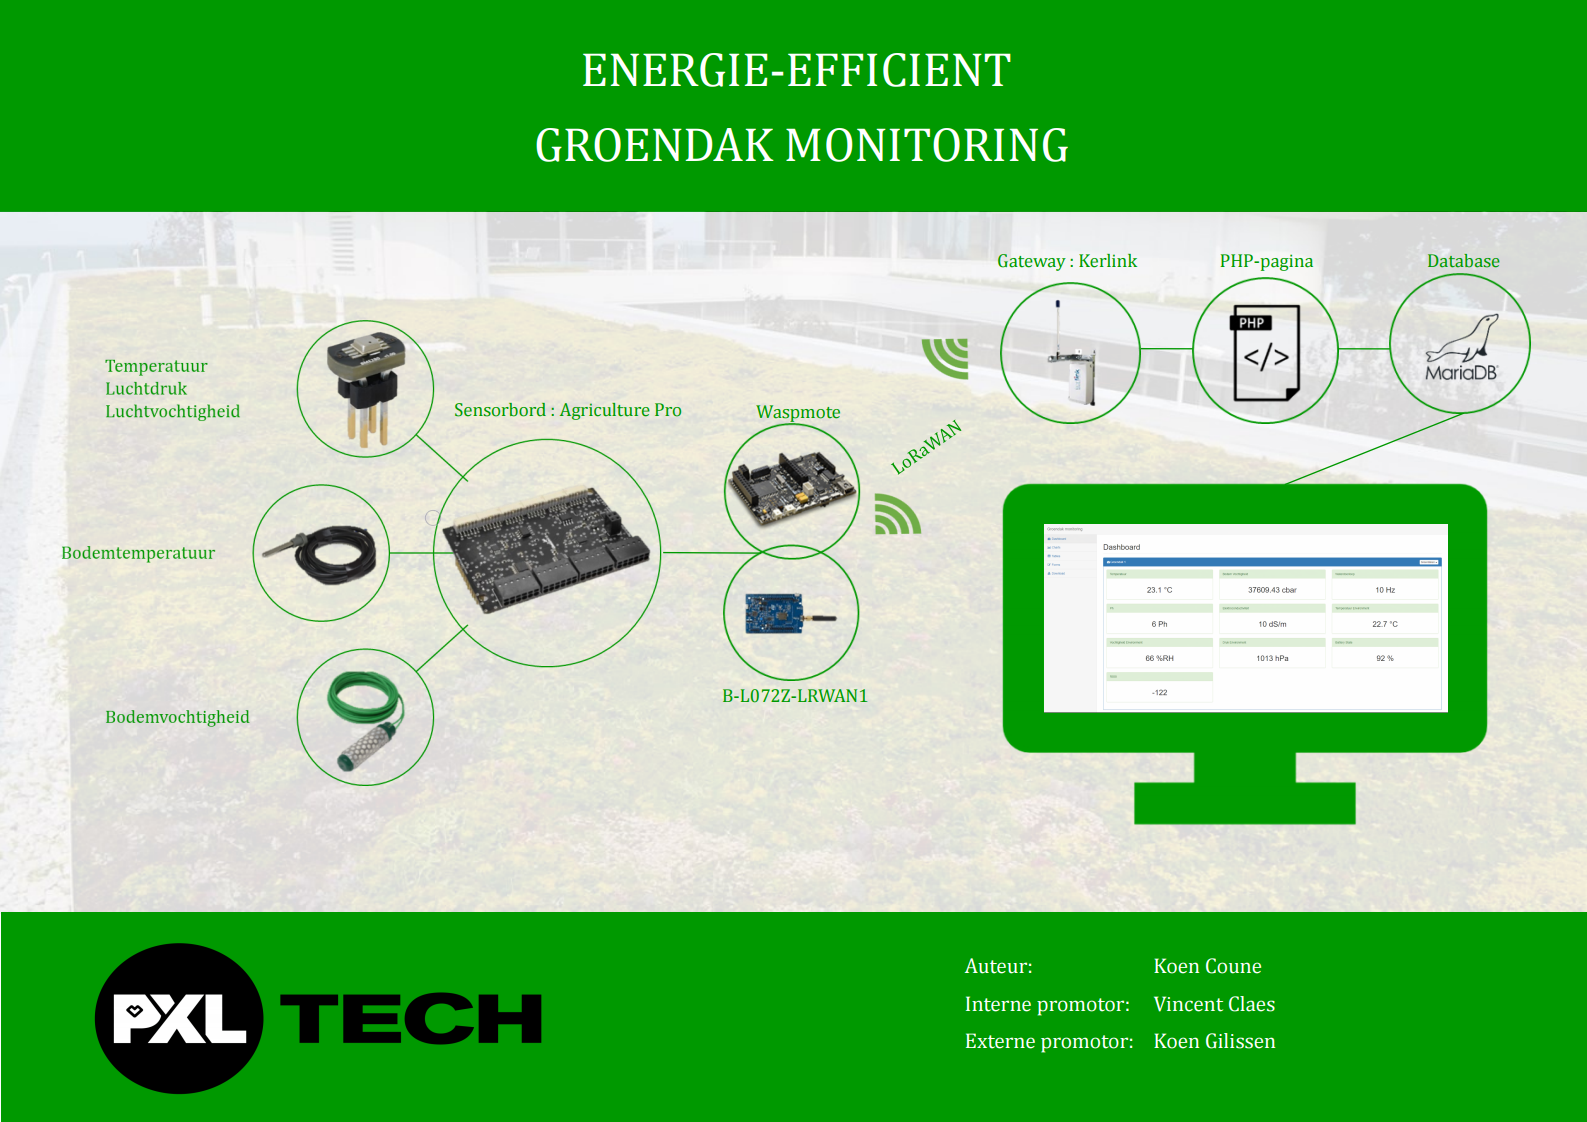 ENERGIE-EFFICIENT
GROENDAK MONITORING
Temperatuur
Luchtdruk
Luchtvochtigheid
Bodemtemperatuur
Bodemvochtigheid
Sensorbord : Agriculture Pro
Waspmote
B-L072Z-LRWAN1
LoRaWAN
Gateway : Kerlink
PHP-pagina
PHP
</>
Database
MariaDB
Groendak monitoring
Dashboard
23.1 °C
37609.43 cbar
10 Hz
6 Ph
10 dS/m
22.7 °C
66 %RH
1013 hPa
92 %
-122
PXL TECH
Auteur: Koen Coune
Interne promotor: Vincent Claes
Externe promotor: Koen Gilissen